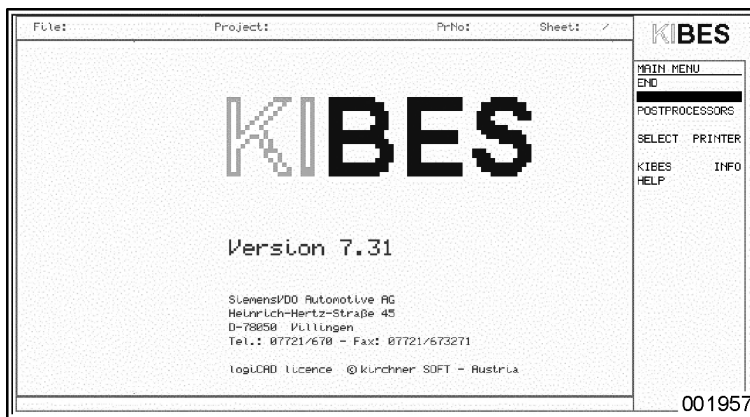 File: Project: PrNo: Sheet: /
KIBES
MAIN MENU
END
POSTPROCESSORS
SELECT PRINTER
KIBES INFO
HELP
KIBES
Version 7.31
SiemensVDO Automotive AG
Heinrich-Hertz-Straße 45
D-78050 Villingen
Tel.: 07721/670 - Fax: 07721/673271
logiCAD licence © kirchner SOFT - Austria
001957